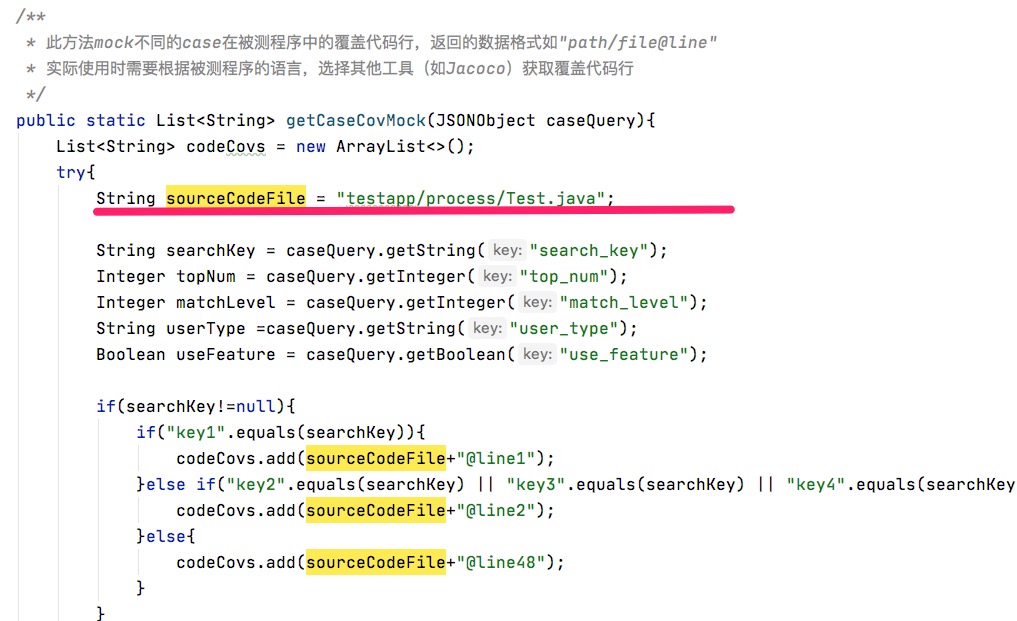 /**
 * 此方法mock不同的case在被测程序中的覆盖代码行，返回的数据格式如"path/file@line"
 * 实际使用时需要根据被测程序的语言，选择其他工具（如Jacoco）获取覆盖代码行
 */
public static List<String> getCaseCovMock(JSONObject caseQuery){
    List<String> codeCovs = new ArrayList<>();
    try{
        String sourceCodeFile = "testapp/process/Test.java";
        String searchKey = caseQuery.getString( key: "search_key");
        Integer topNum = caseQuery.getInteger( key: "top_num");
        Integer matchLevel = caseQuery.getInteger( key: "match_level");
        String userType =caseQuery.getString( key: "user_type");
        Boolean useFeature = caseQuery.getBoolean( key: "use_feature");
        if(searchKey!=null){
            if("key1".equals(searchKey)){
                codeCovs.add(sourceCodeFile+"@line1");
            }else if("key2".equals(searchKey) || "key3".equals(searchKey) || "key4".equals(searchKey
                codeCovs.add(sourceCodeFile+"@line2");
            }else{
                codeCovs.add(sourceCodeFile+"@line48");
            }
        }